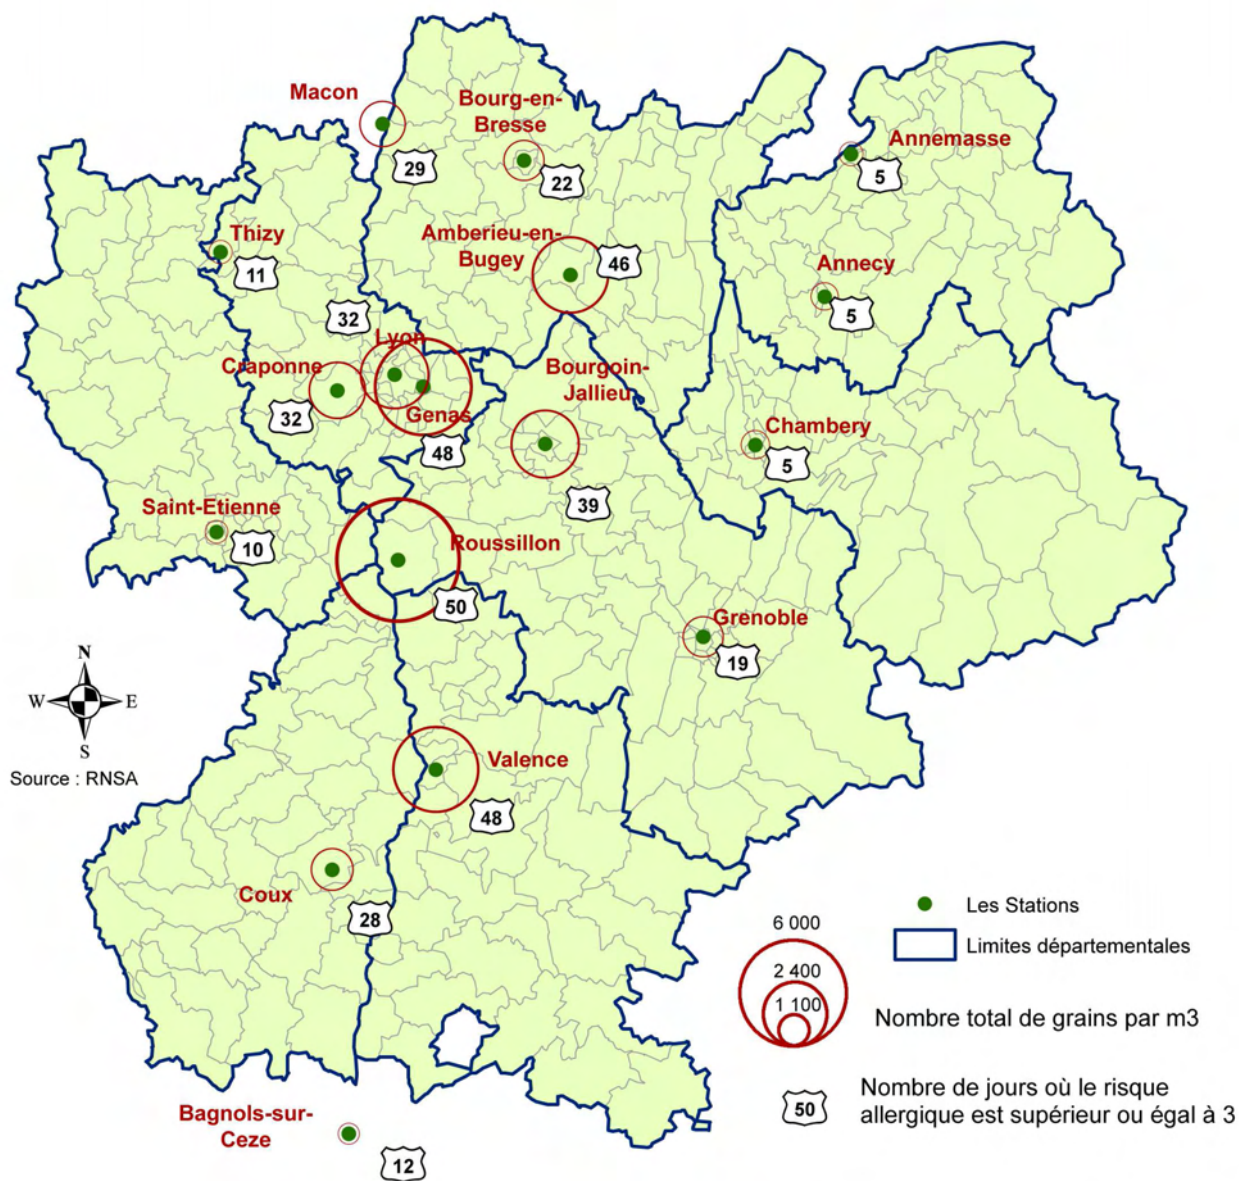 Macon
29
Bourg-en-
Bresse
22
Annemasse
5
Thizy
11
Amberieu-en-
Bugey
46
Annecy
5
32
Lyon
Craponne
32
Genas
48
Bourgoin-
Jallieu
39
Chambery
5
Saint-Etienne
10
Roussillon
50
Grenoble
19
N
W
E
S
Source : RNSA
Valence
48
Coux
28
Bagnols-sur-
Ceze
12
6 000
2 400
1 100
Nombre total de grains par m3
Les Stations
Limites départementales
50
Nombre de jours où le risque
allergique est supérieur ou égal à 3